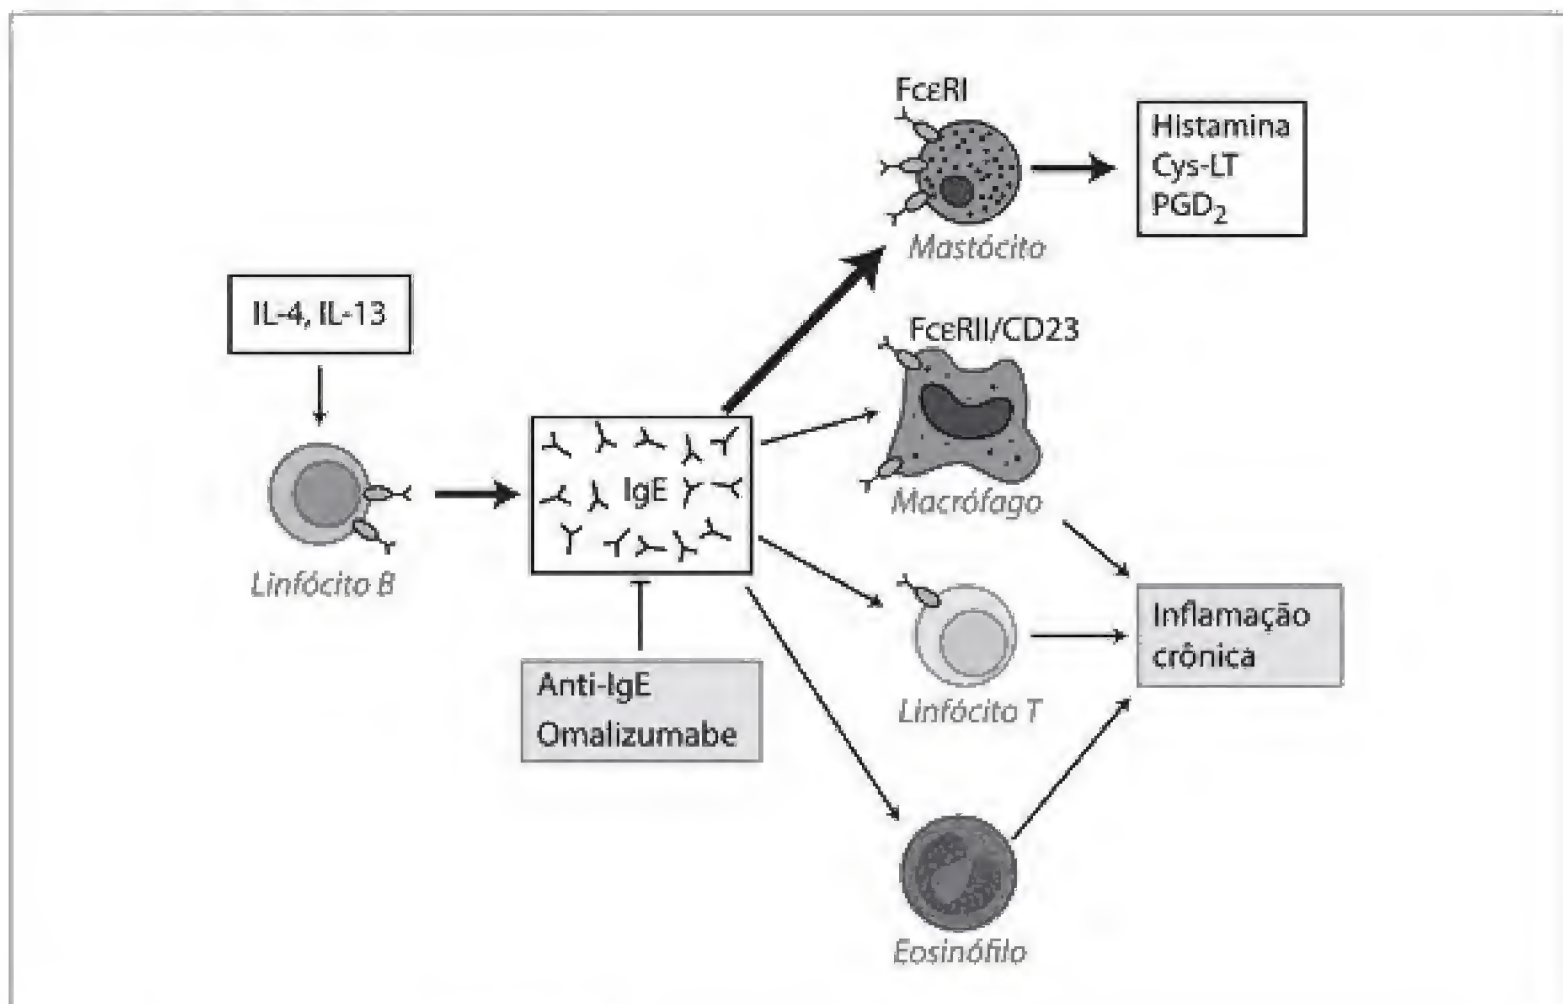 FcεRI
Histamina
Cys-LT
PGD₂
Mastócito
IL-4, IL-13
FcεRII/CD23
IgE
Macrófago
Linfócito B
Anti-IgE
Omalizumabe
Linfócito T
Inflamação
crônica
Eosinófilo